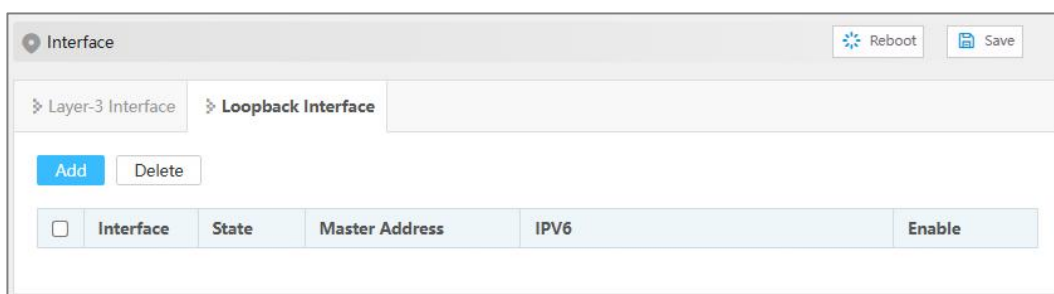 Interface Reboot Save
Layer-3 Interface Loopback Interface
Add Delete
Interface State Master Address IPV6 Enable